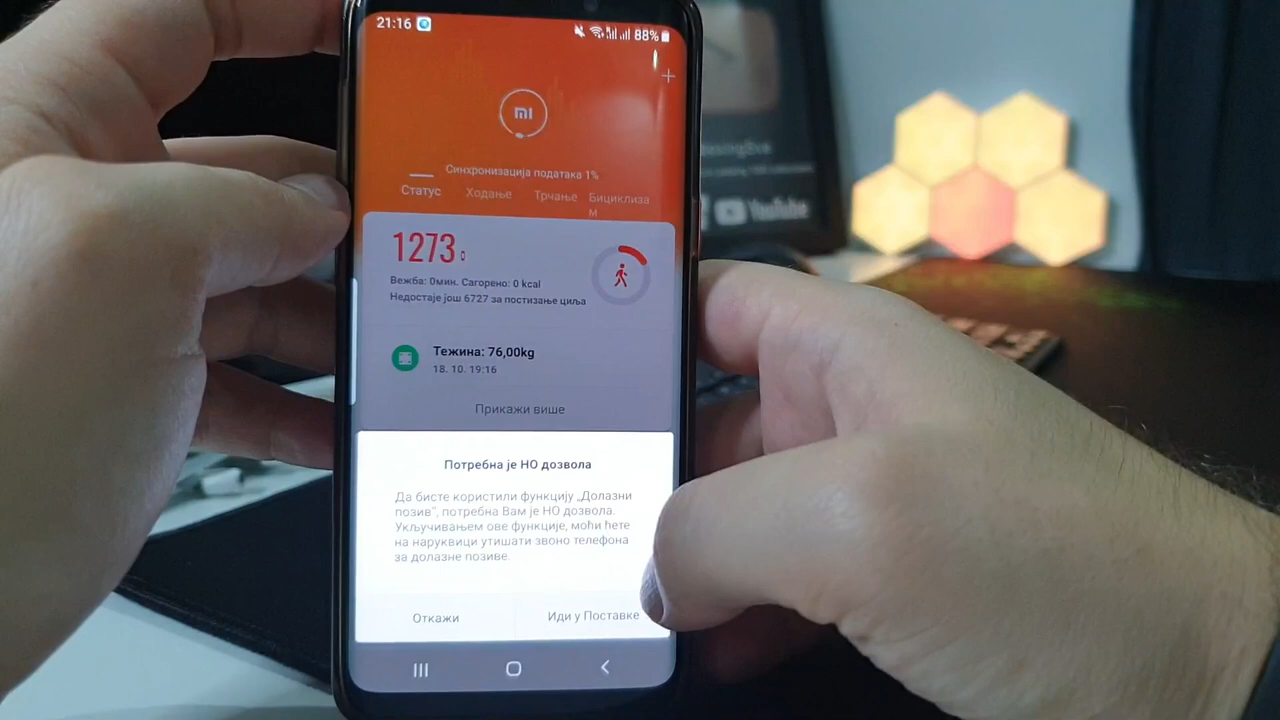 21:16
88%
Синхронизација података 1%
Статус
Ходање
Трчање
Бициклиза
м
1273
Вежба: 0мин. Сагорено: 0 kcal
Недостаје још 6727 за постизање циља
Тежина: 76,00kg
18. 10. 19:16
Прикажи више
Потребна је НО дозвола
Да бисте користили функцију „Долазни
позив“, потребна Вам је НО дозвола.
Укључивањем ове функције, моћи ћете
на наруквици утишати звоно телефона
за долазне позиве.
Откажи
Иди у Поставке
YouTube